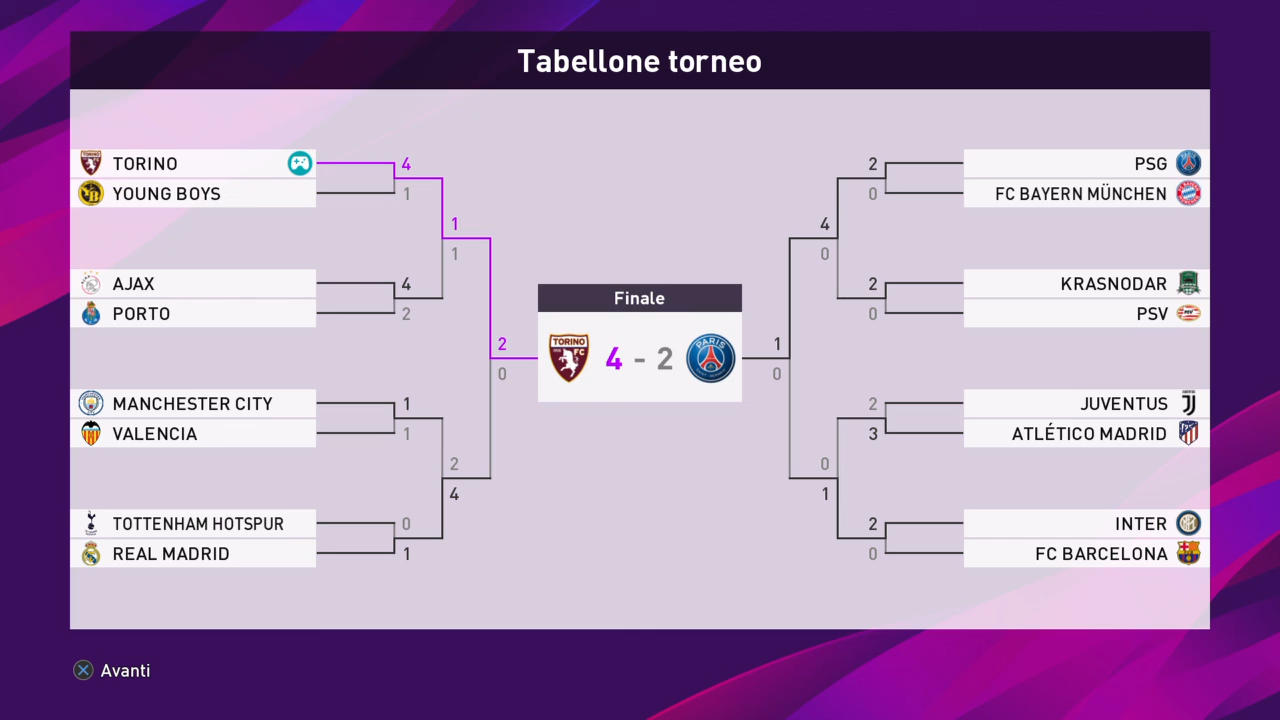 Tabellone torneo
TORINO 4
YOUNG BOYS 1
1
1
AJAX 4
PORTO 2
2
0
MANCHESTER CITY 1
VALENCIA 1
2
4
TOTTENHAM HOTSPUR 0
REAL MADRID 1
Finale
TORINO
FC
4 - 2
PARIS
2 PSG
0 FC BAYERN MÜNCHEN
4
0
2 KRASNODAR
0 PSV
1
0
2 JUVENTUS
3 ATLÉTICO MADRID
0
1
2 INTER
0 FC BARCELONA
Avanti